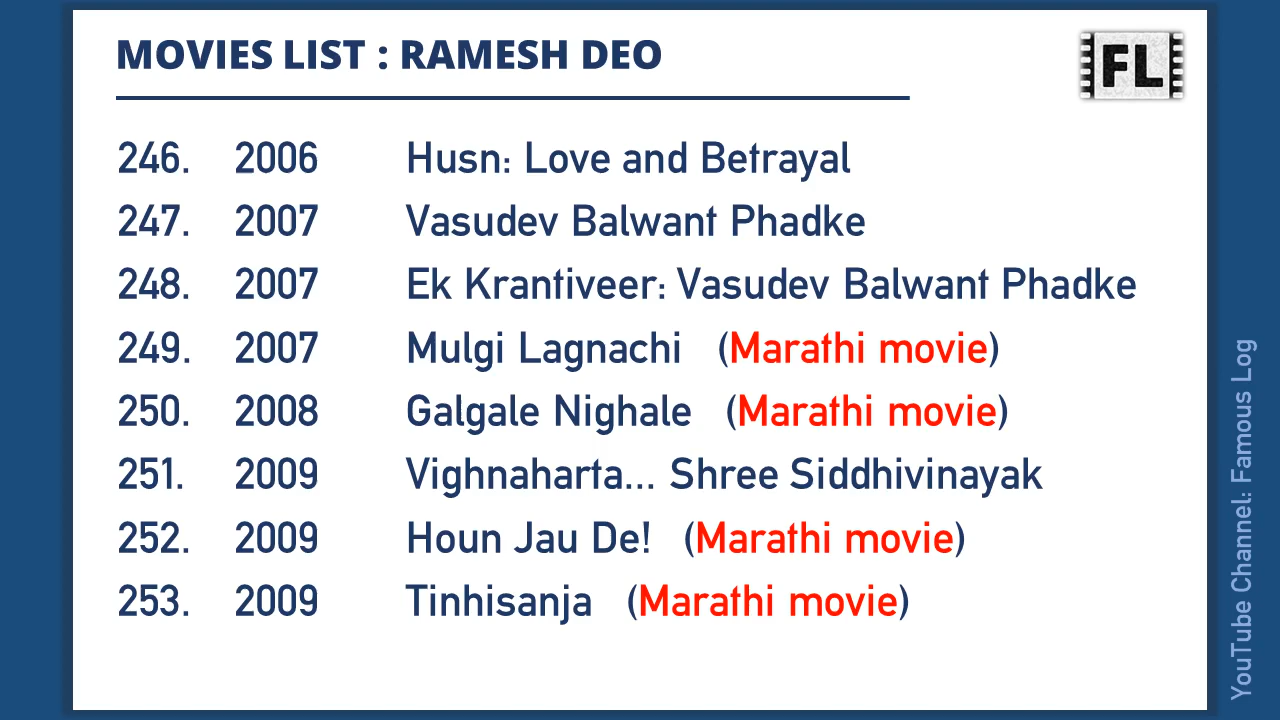 MOVIES LIST : RAMESH DEO
FL
246. 2006 Husn: Love and Betrayal
247. 2007 Vasudev Balwant Phadke
248. 2007 Ek Krantiveer: Vasudev Balwant Phadke
249. 2007 Mulgi Lagnachi (Marathi movie)
250. 2008 Galgale Nighale (Marathi movie)
251. 2009 Vighnaharta... Shree Siddhivinayak
252. 2009 Houn Jau De! (Marathi movie)
253. 2009 Tinhisanja (Marathi movie)
YouTube Channel: Famous Log